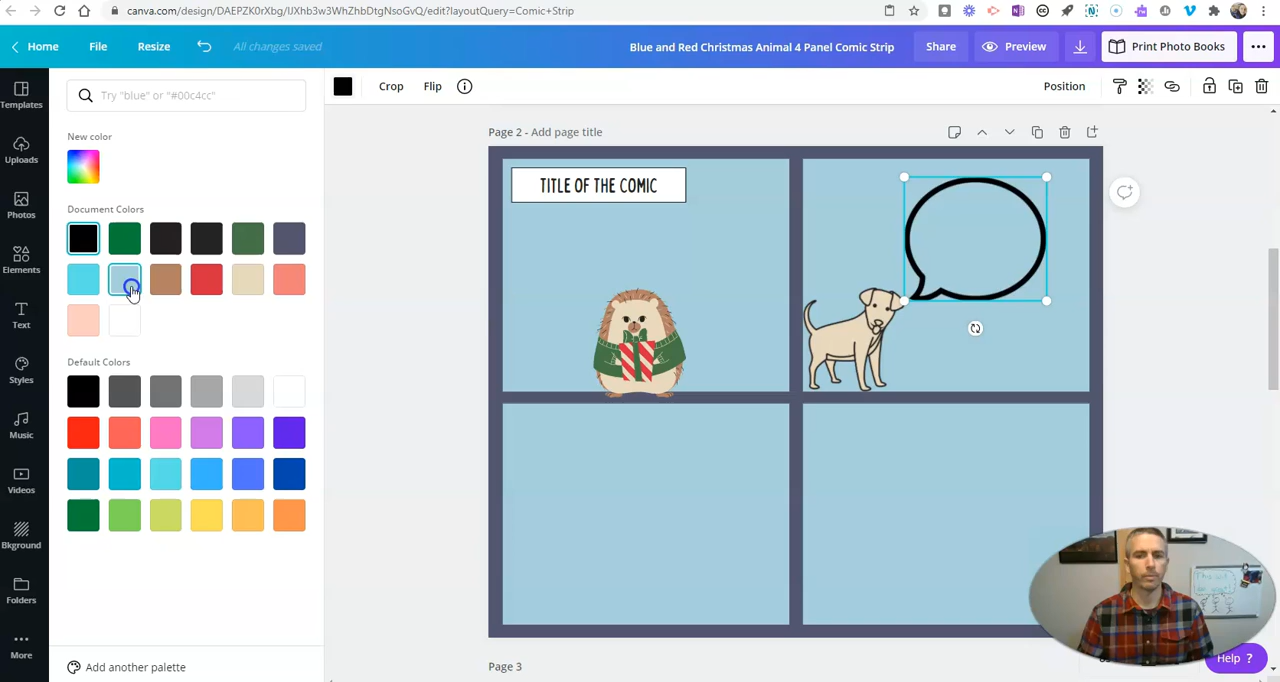 canva.com/design/DAEPZK0rXbg/IJXhb3w3WhZhbDtgNsoGvQ/edit?layoutQuery=Comic+Strip
Home
File
Resize
All changes saved
Blue and Red Christmas Animal 4 Panel Comic Strip
Share
Preview
Print Photo Books
Templates
Uploads
Photos
Elements
Text
Styles
Music
Videos
Bkground
Folders
More
Try "blue" or "#00c4cc"
New color
Document Colors
Default Colors
Add another palette
Crop
Flip
Position
Page 2 - Add page title
TITLE OF THE COMIC
Page 3
Help ?